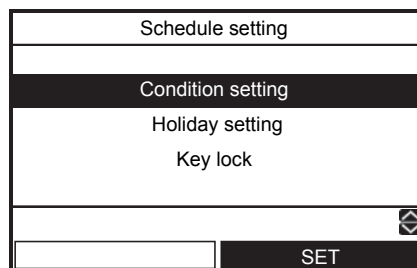 Schedule setting
Condition setting
Holiday setting
Key lock
SET